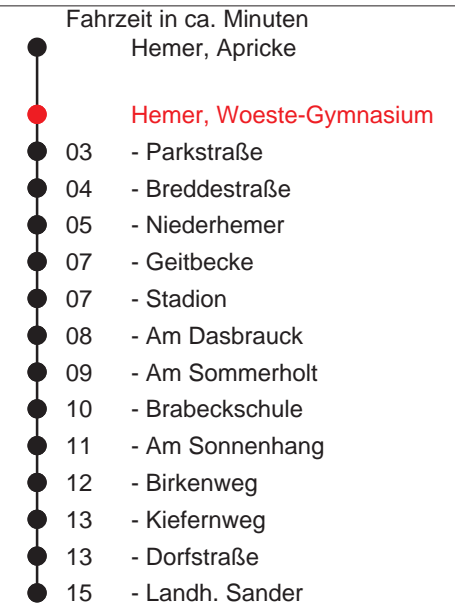 Fahrzeit in ca. Minuten
Hemer, Apricke
Hemer, Woeste-Gymnasium
03 - Parkstraße
04 - Breddestraße
05 - Niederhemer
07 - Geitbecke
07 - Stadion
08 - Am Dasbrauck
09 - Am Sommerholt
10 - Brabeckschule
11 - Am Sonnenhang
12 - Birkenweg
13 - Kiefernweg
13 - Dorfstraße
15 - Landh. Sander